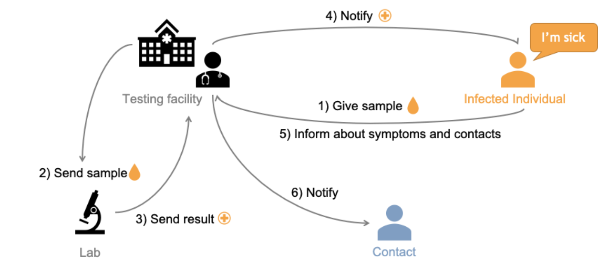 4) Notify
I'm sick
Testing facility
1) Give sample
Infected Individual
5) Inform about symptoms and contacts
2) Send sample
6) Notify
3) Send result
Lab
Contact